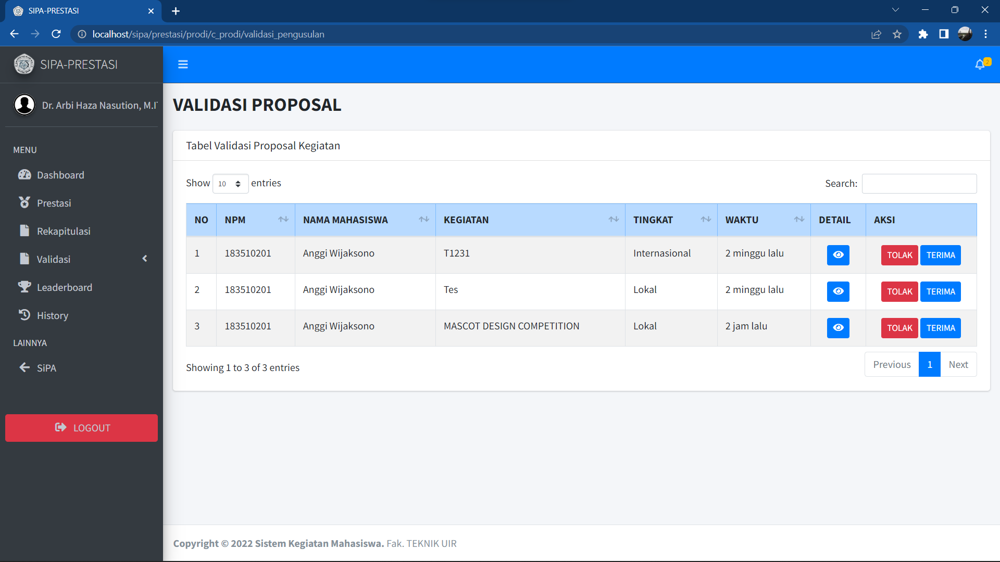 SIPA-PRESTASI
localhost/sipa/prestasi/prodi/c_prodi/validasi_pengusulan
SIPA-PRESTASI
2
Dr. Arbi Haza Nasution, M.I
MENU
Dashboard
Prestasi
Rekapitulasi
Validasi
Leaderboard
History
LAINNYA
SiPA
LOGOUT
VALIDASI PROPOSAL
Tabel Validasi Proposal Kegiatan
Show 10 entries
Search:
NO NPM NAMA MAHASISWA KEGIATAN TINGKAT WAKTU DETAIL AKSI
1 183510201 Anggi Wijaksono T1231 Internasional 2 minggu lalu TOLAK TERIMA
2 183510201 Anggi Wijaksono Tes Lokal 2 minggu lalu TOLAK TERIMA
3 183510201 Anggi Wijaksono MASCOT DESIGN COMPETITION Lokal 2 jam lalu TOLAK TERIMA
Showing 1 to 3 of 3 entries
Previous 1 Next
Copyright © 2022 Sistem Kegiatan Mahasiswa. Fak. TEKNIK UIR